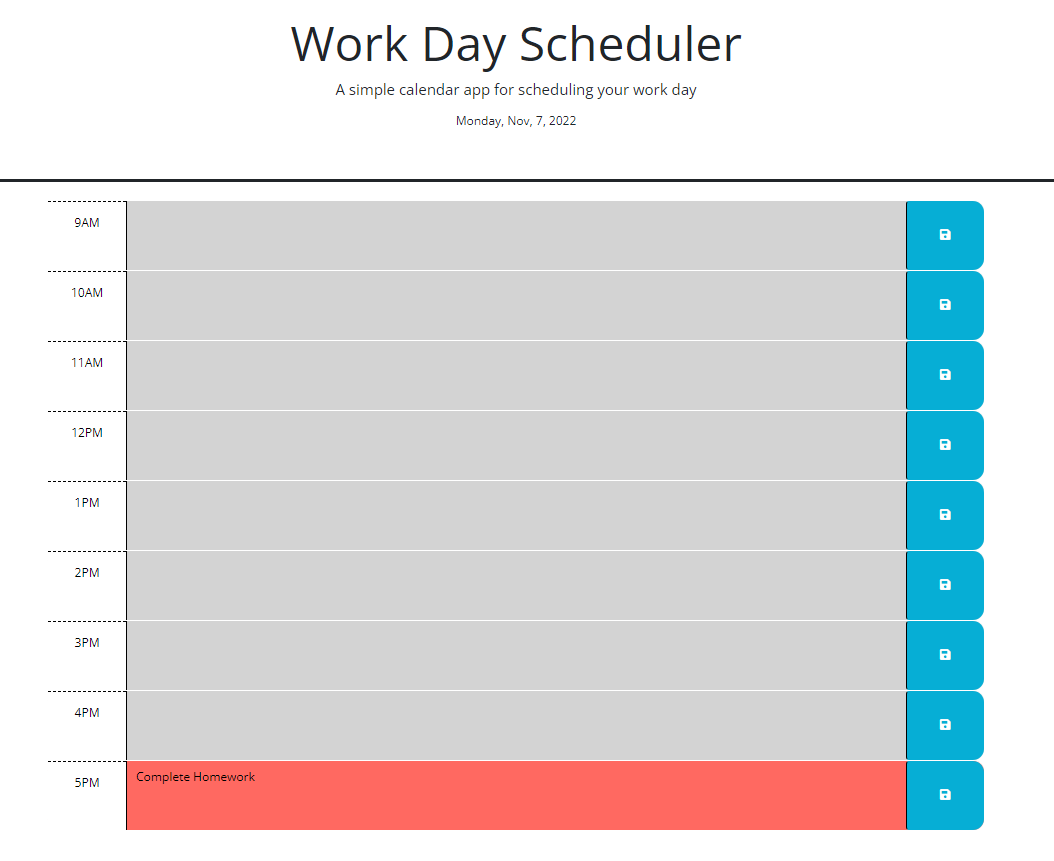 Work Day Scheduler
A simple calendar app for scheduling your work day
Monday, Nov, 7, 2022
9AM
10AM
11AM
12PM
1PM
2PM
3PM
4PM
5PM Complete Homework